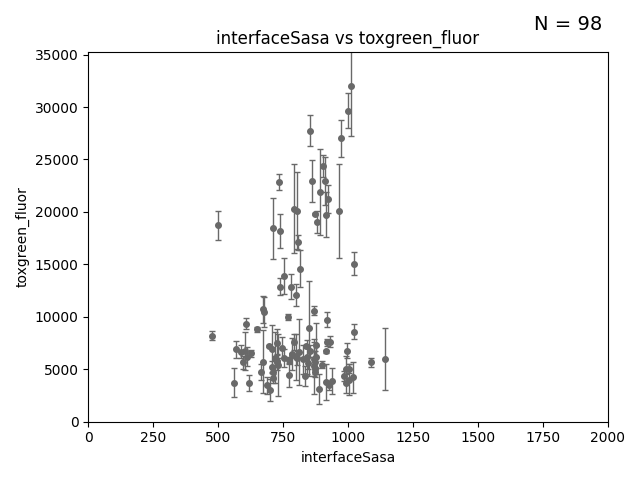 N = 98
interfaceSasa vs toxgreen_fluor
35000
30000
25000
20000
15000
10000
5000
0
toxgreen_fluor
0 250 500 750 1000 1250 1500 1750 2000
interfaceSasa